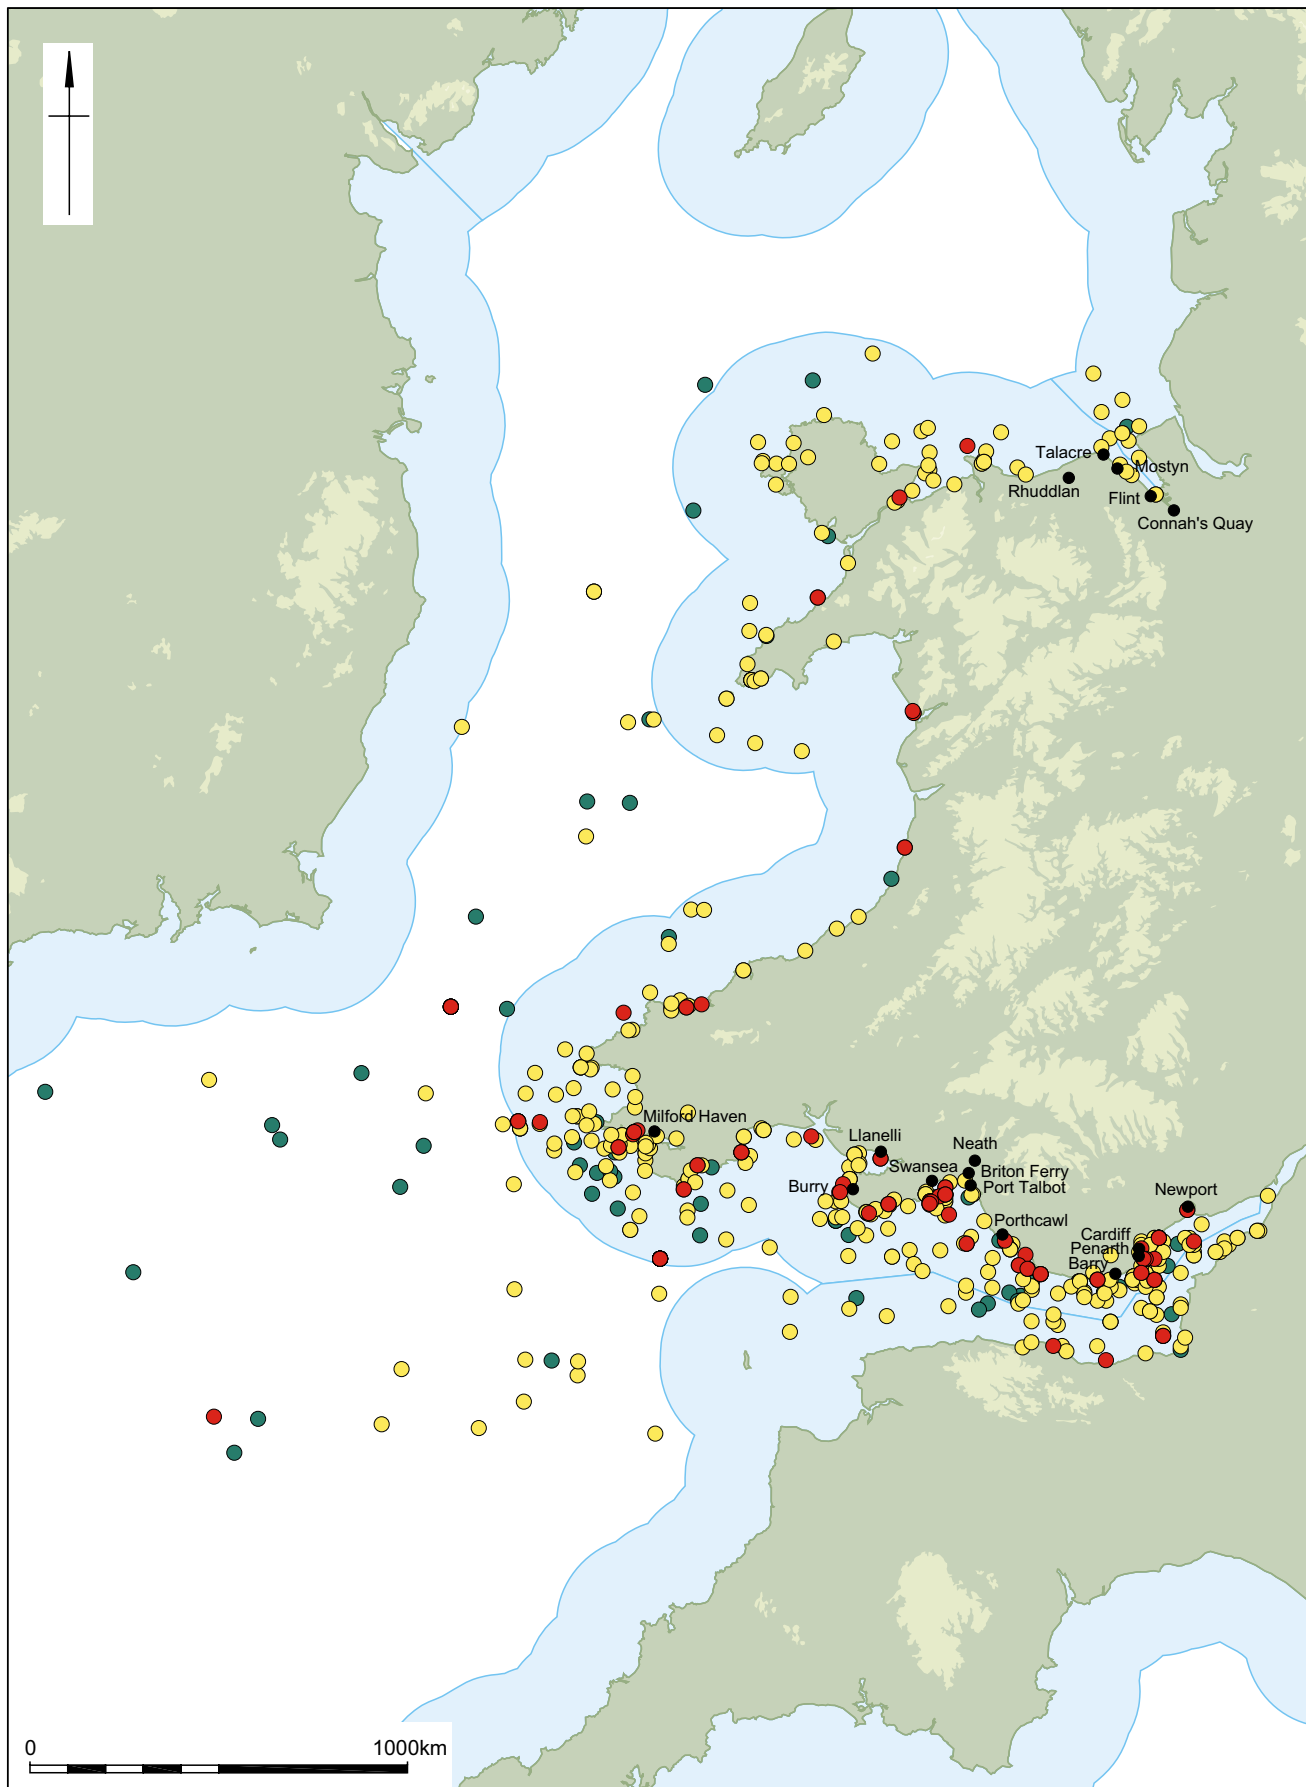 Talacre
Mostyn
Rhuddlan
Flint
Connah's Quay
Milford Haven
Llanelli
Neath
Swansea
Briton Ferry
Burry
Port Talbot
Newport
Porthcawl
Cardiff
Penarth
Barry
0
1000km